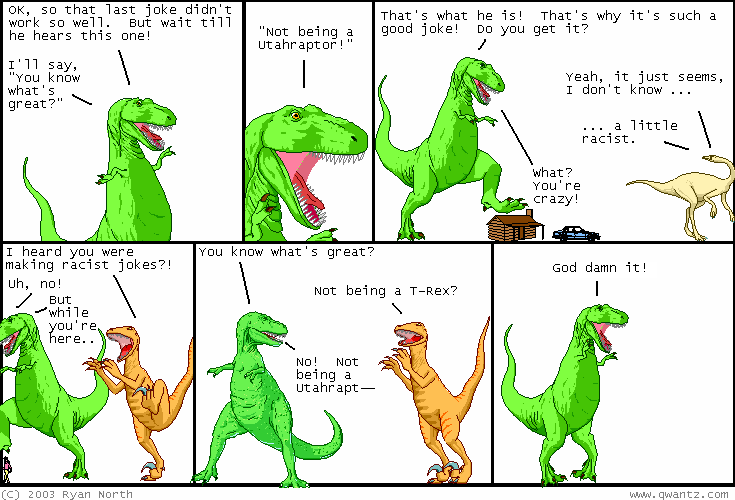 OK, so that last joke didn't
work so well.  But wait till
he hears this one!
I'll say,
"You know
what's
great?"
"Not being a
Utahraptor!"
That's what he is!  That's why it's such a
good joke!  Do you get it?
Yeah, it just seems,
I don't know ...
... a little
racist.
What?
You're
crazy!
I heard you were
making racist jokes?!
Uh, no!
But
while
you're
here..
You know what's great?
Not being a T-Rex?
No!  Not
being a
Utahrapt——
God damn it!
(C) 2003 Ryan North
www.qwantz.com